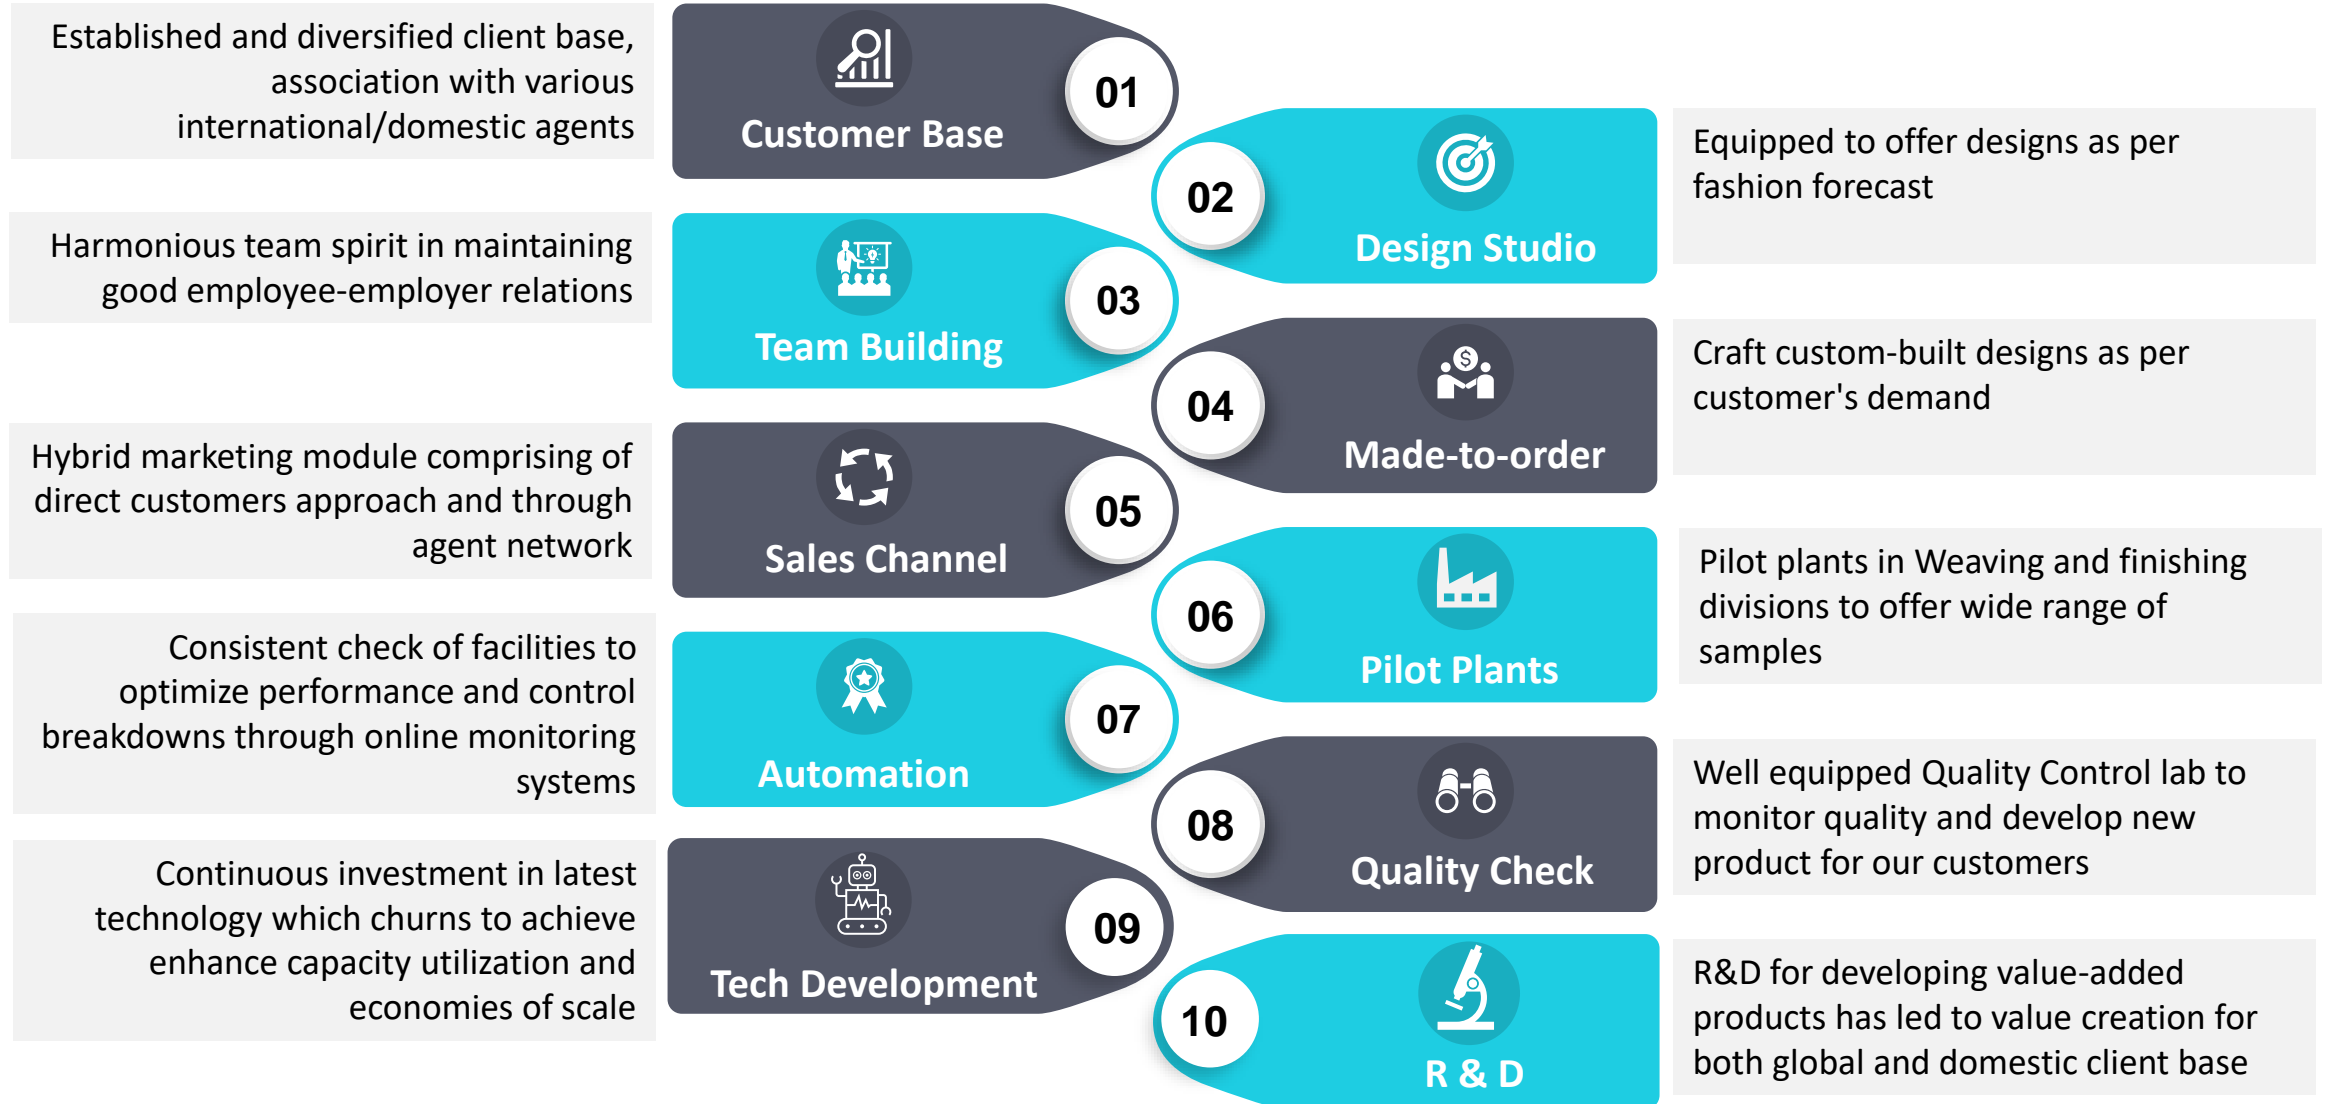 Established and diversified client base,
association with various
international/domestic agents
Customer Base
01
02
Design Studio
Equipped to offer designs as per
fashion forecast
Harmonious team spirit in maintaining
good employee-employer relations
Team Building
03
04
Made-to-order
Craft custom-built designs as per
customer's demand
Hybrid marketing module comprising of
direct customers approach and through
agent network
Sales Channel
05
06
Pilot Plants
Pilot plants in Weaving and finishing
divisions to offer wide range of
samples
Consistent check of facilities to
optimize performance and control
breakdowns through online monitoring
systems
Automation
07
08
Quality Check
Well equipped Quality Control lab to
monitor quality and develop new
product for our customers
Continuous investment in latest
technology which churns to achieve
enhance capacity utilization and
economies of scale
Tech Development
09
10
R & D
R&D for developing value-added
products has led to value creation for
both global and domestic client base